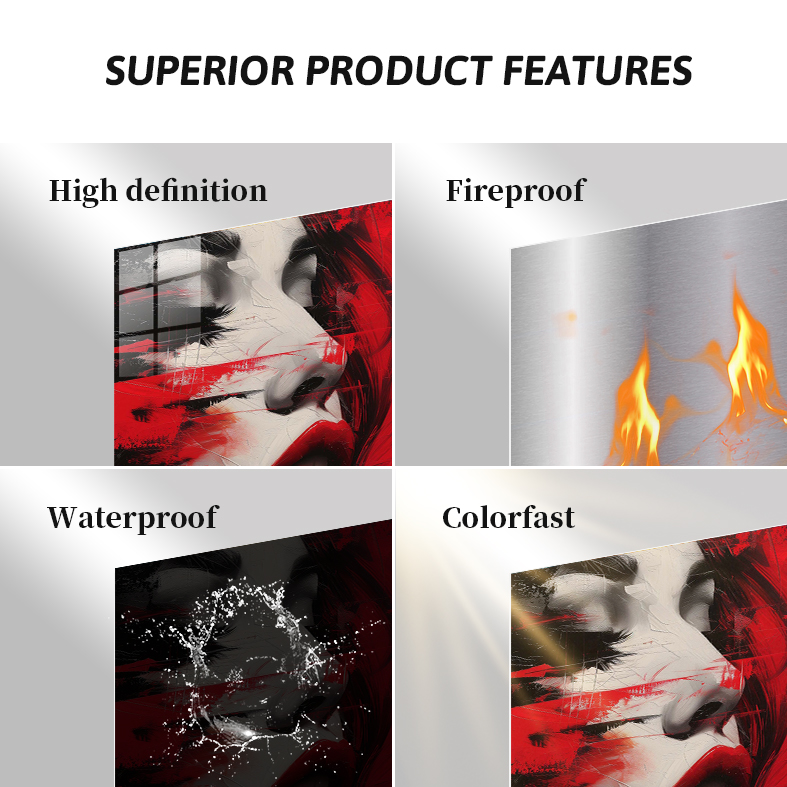 SUPERIOR PRODUCT FEATURES
High definition
Fireproof
Waterproof
Colorfast